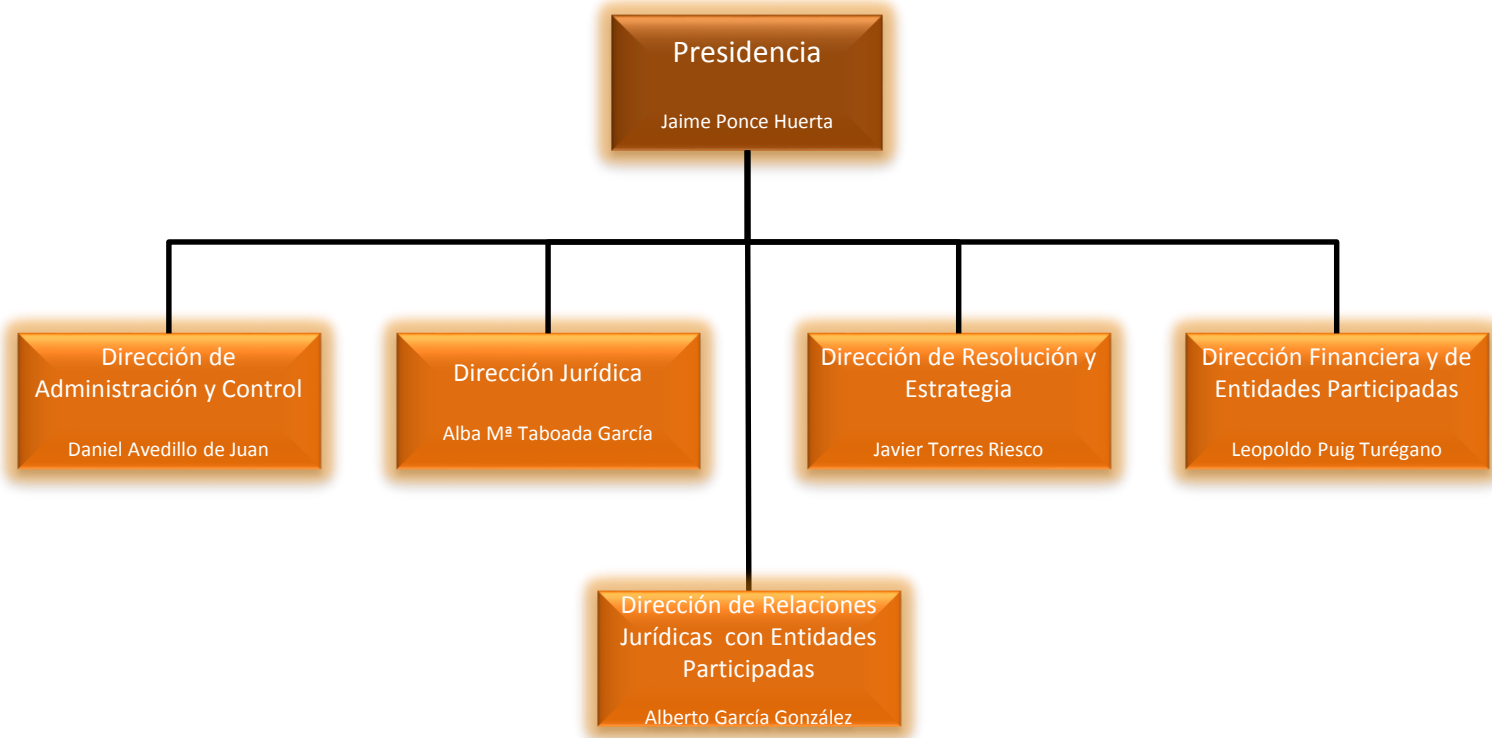 Presidencia
Jaime Ponce Huerta
Dirección de
Administración y Control
Daniel Avedillo de Juan
Dirección Jurídica
Alba Mª Taboada García
Dirección de Resolución y
Estrategia
Javier Torres Riesco
Dirección Financiera y de
Entidades Participadas
Leopoldo Puig Turégano
Dirección de Relaciones
Jurídicas con Entidades
Participadas
Alberto García González